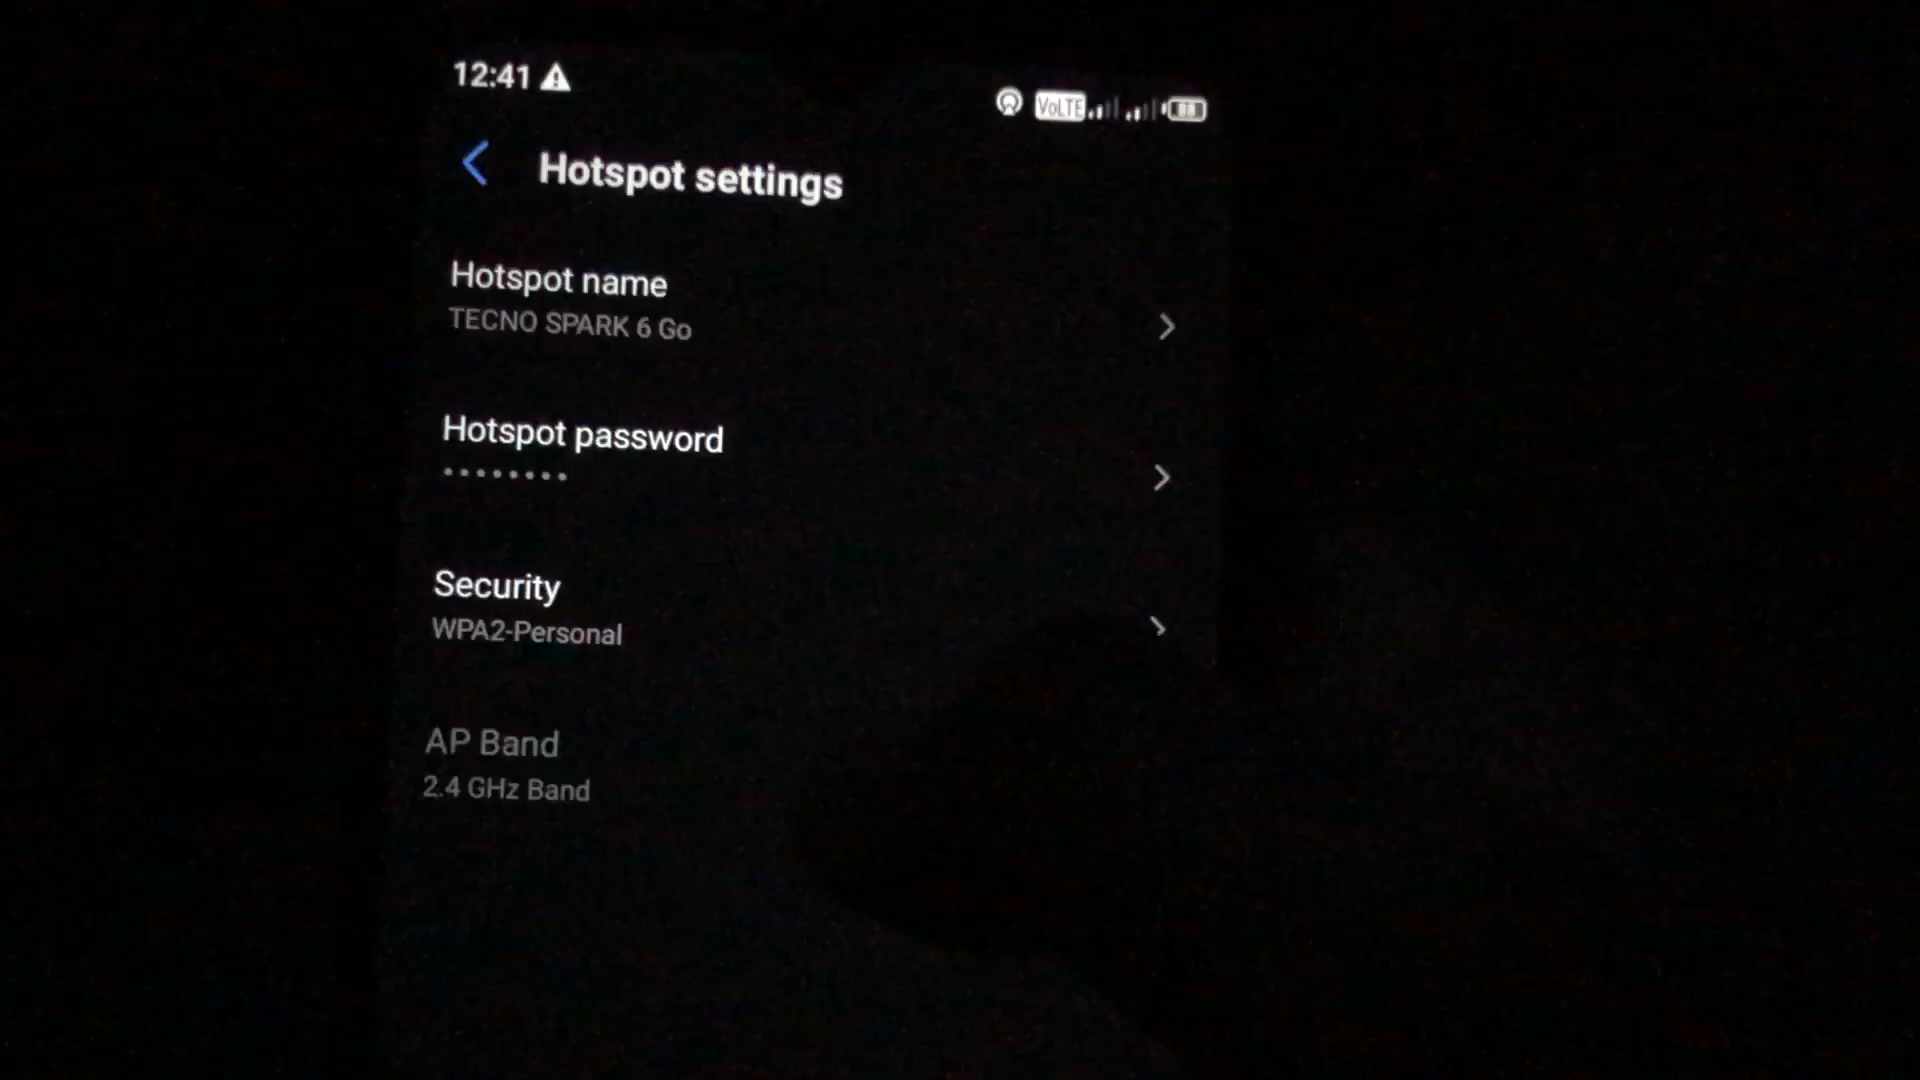 12:41
VoLTE
88
Hotspot settings
Hotspot name
TECNO SPARK 6 Go
Hotspot password
••••••••
Security
WPA2-Personal
AP Band
2.4 GHz Band